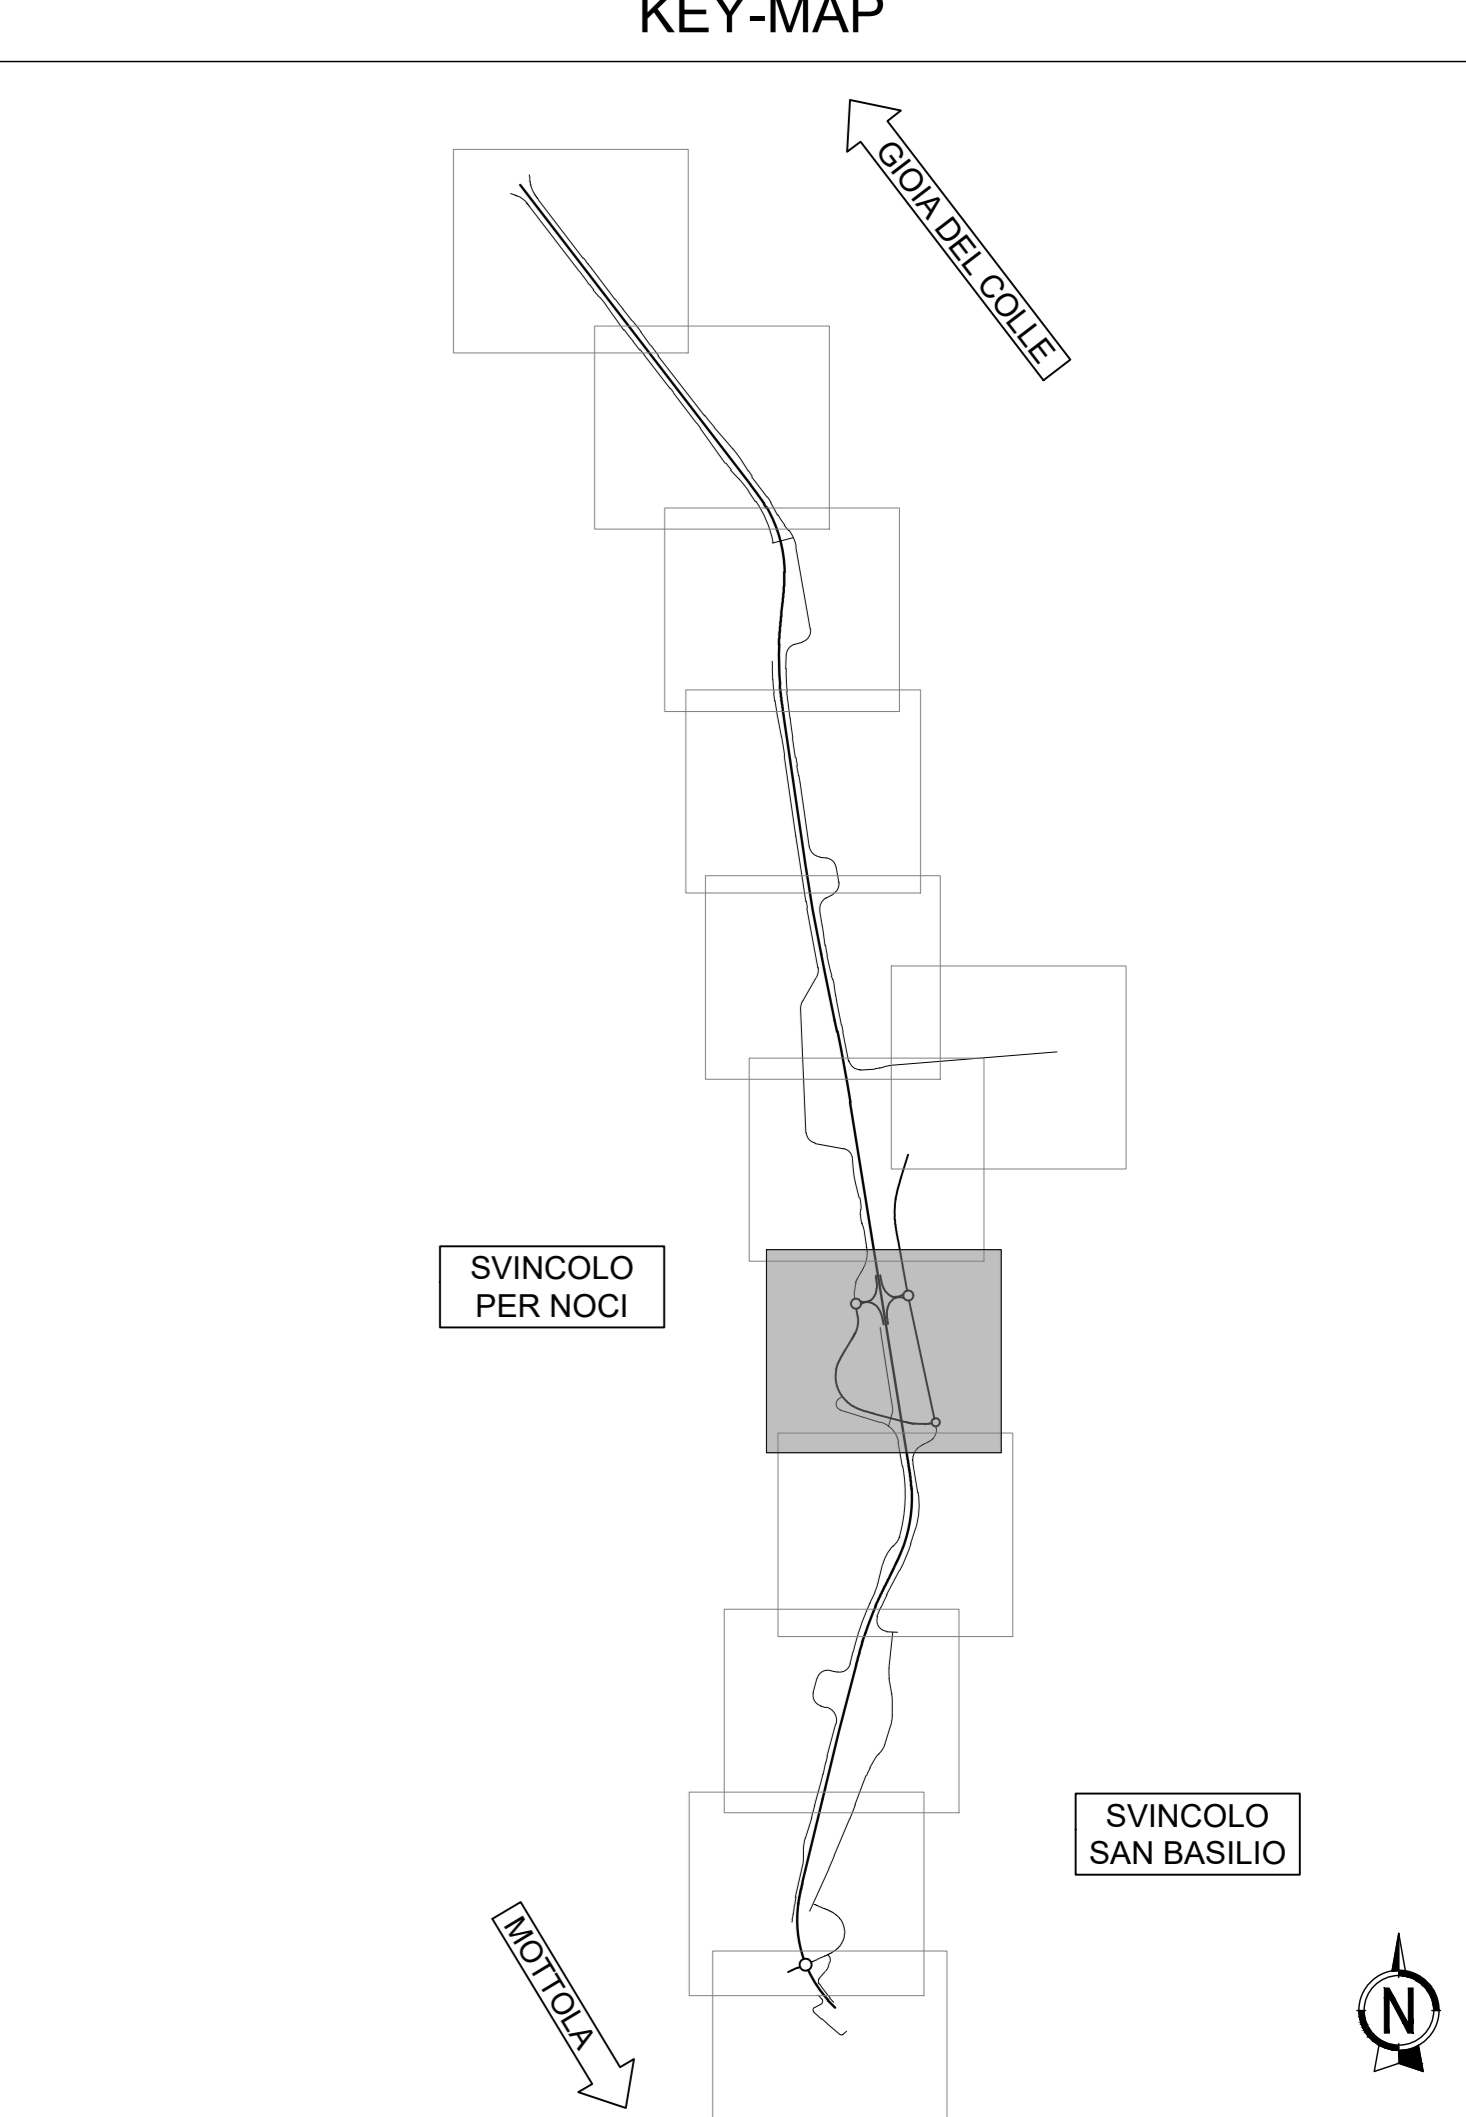 KEY-MAP
GIOIA DEL COLLE
SVINCOLO
PER NOCI
SVINCOLO
SAN BASILIO
MOTTOLA
N